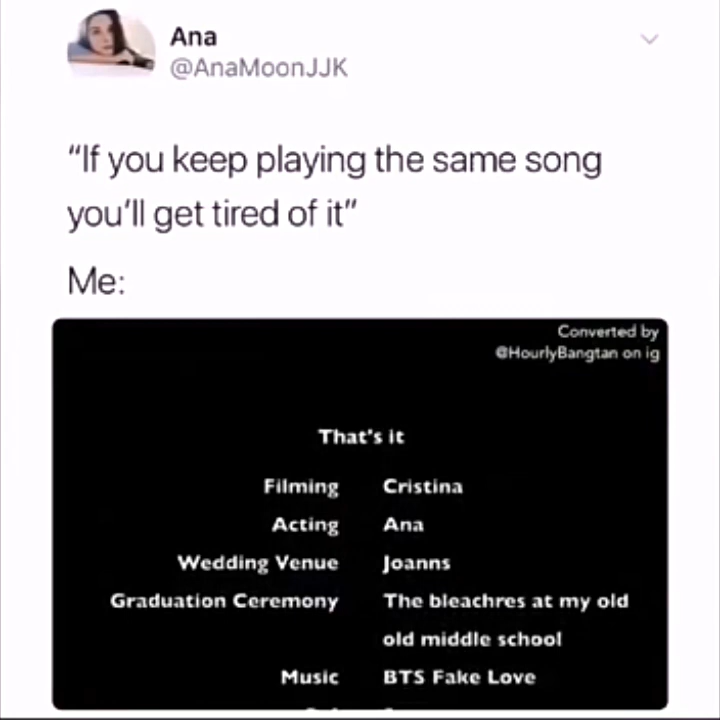 Ana
@AnaMoonJJK
“If you keep playing the same song
you’ll get tired of it”
Me:
Converted by
@HourlyBangtan on ig
That's it
Filming Cristina
Acting Ana
Wedding Venue Joanns
Graduation Ceremony The bleachres at my old
old middle school
Music BTS Fake Love